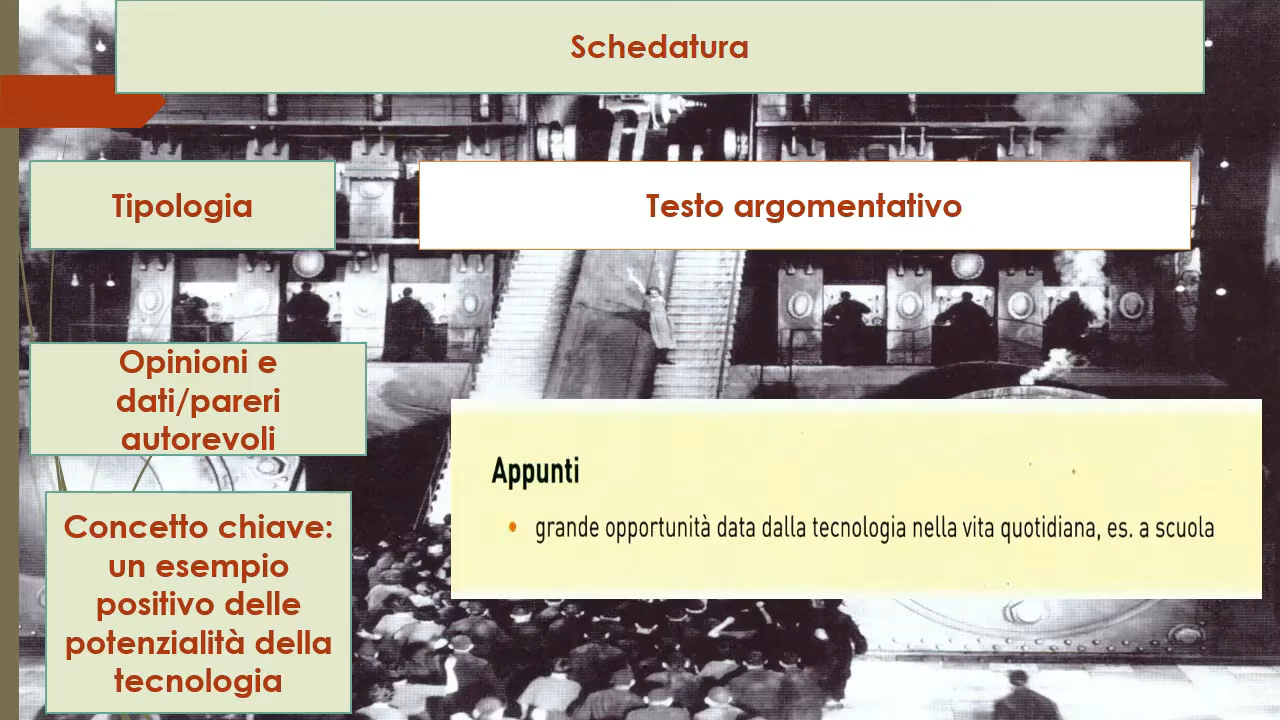 Schedatura
Tipologia
Testo argomentativo
Opinioni e
dati/pareri
autorevoli
Appunti
• grande opportunità data dalla tecnologia nella vita quotidiana, es. a scuola
Concetto chiave:
un esempio
positivo delle
potenzialità della
tecnologia